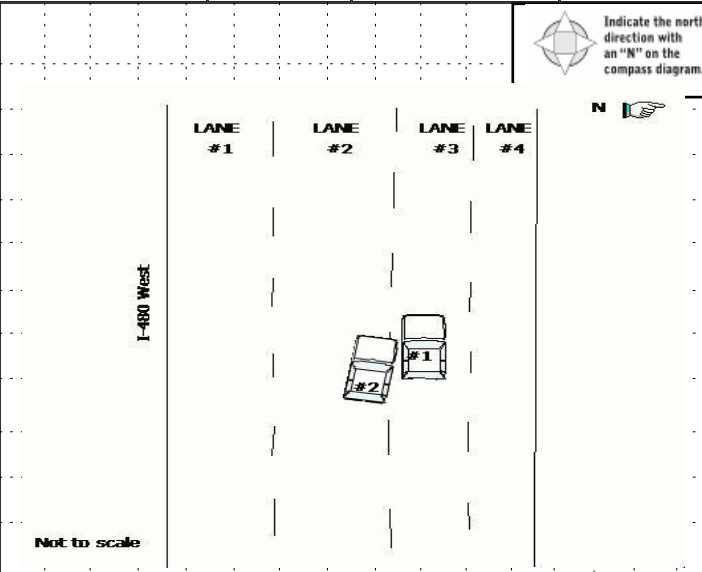 Indicate the north
direction with
an “N” on the
compass diagram.
N
LANE LANE LANE LANE
#1 #2 #3 #4
I-480 West
#1
#2
Not to scale